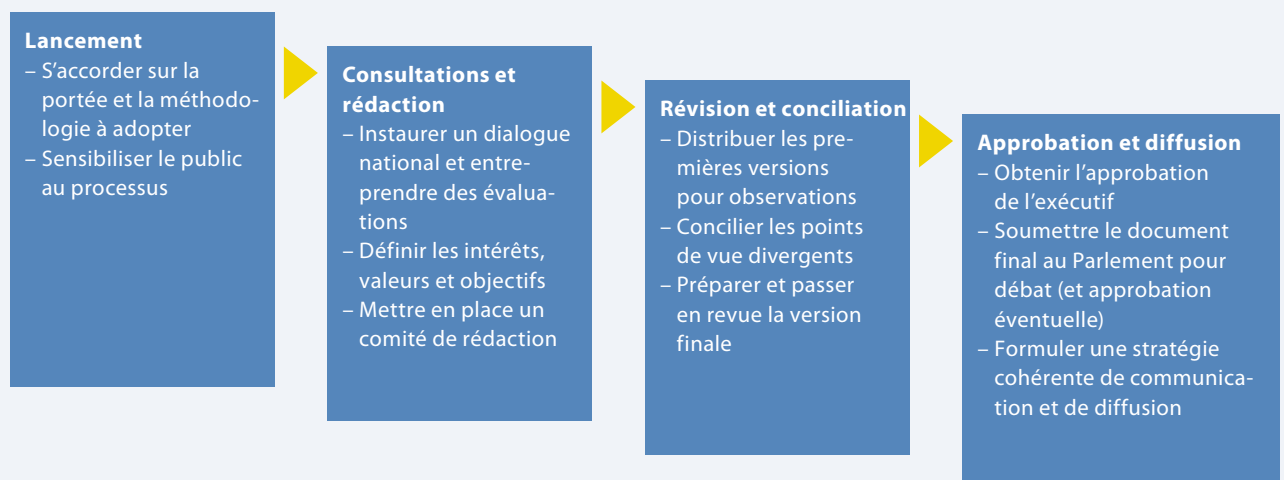 Lancement
– S’accorder sur la
portée et la méthodo-
logie à adopter
– Sensibiliser le public
au processus
Consultations et
rédaction
– Instaurer un dialogue
national et entre-
prendre des évalua-
tions
– Définir les intérêts,
valeurs et objectifs
– Mettre en place un
comité de rédaction
Révision et conciliation
– Distribuer les pre-
mières versions
pour observations
– Concilier les points
de vue divergents
– Préparer et passer
en revue la version
finale
Approbation et diffusion
– Obtenir l’approbation
de l’exécutif
– Soumettre le document
final au Parlement pour
débat (et approbation
éventuelle)
– Formuler une stratégie
cohérente de communica-
tion et de diffusion